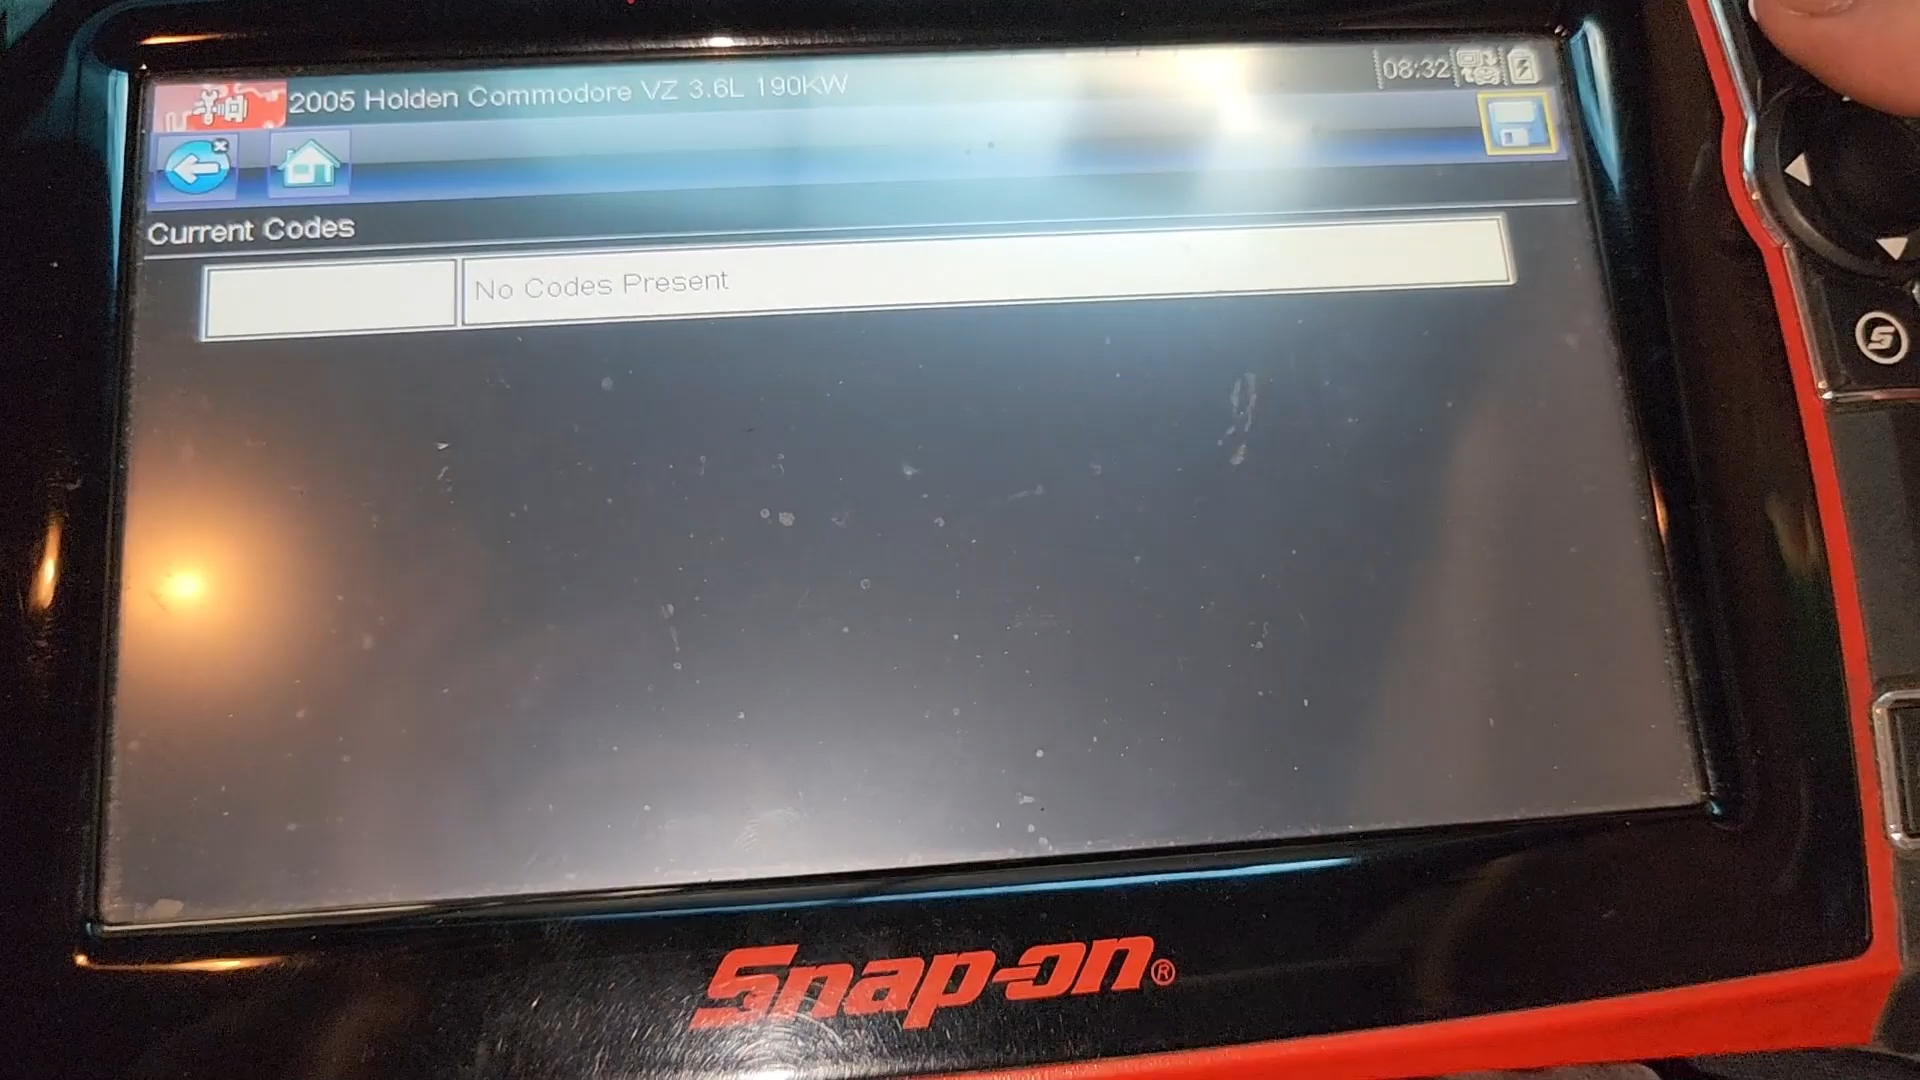 2005 Holden Commodore VZ 3.6L 190KW
08:32
Current Codes
No Codes Present
S
Snap-on®